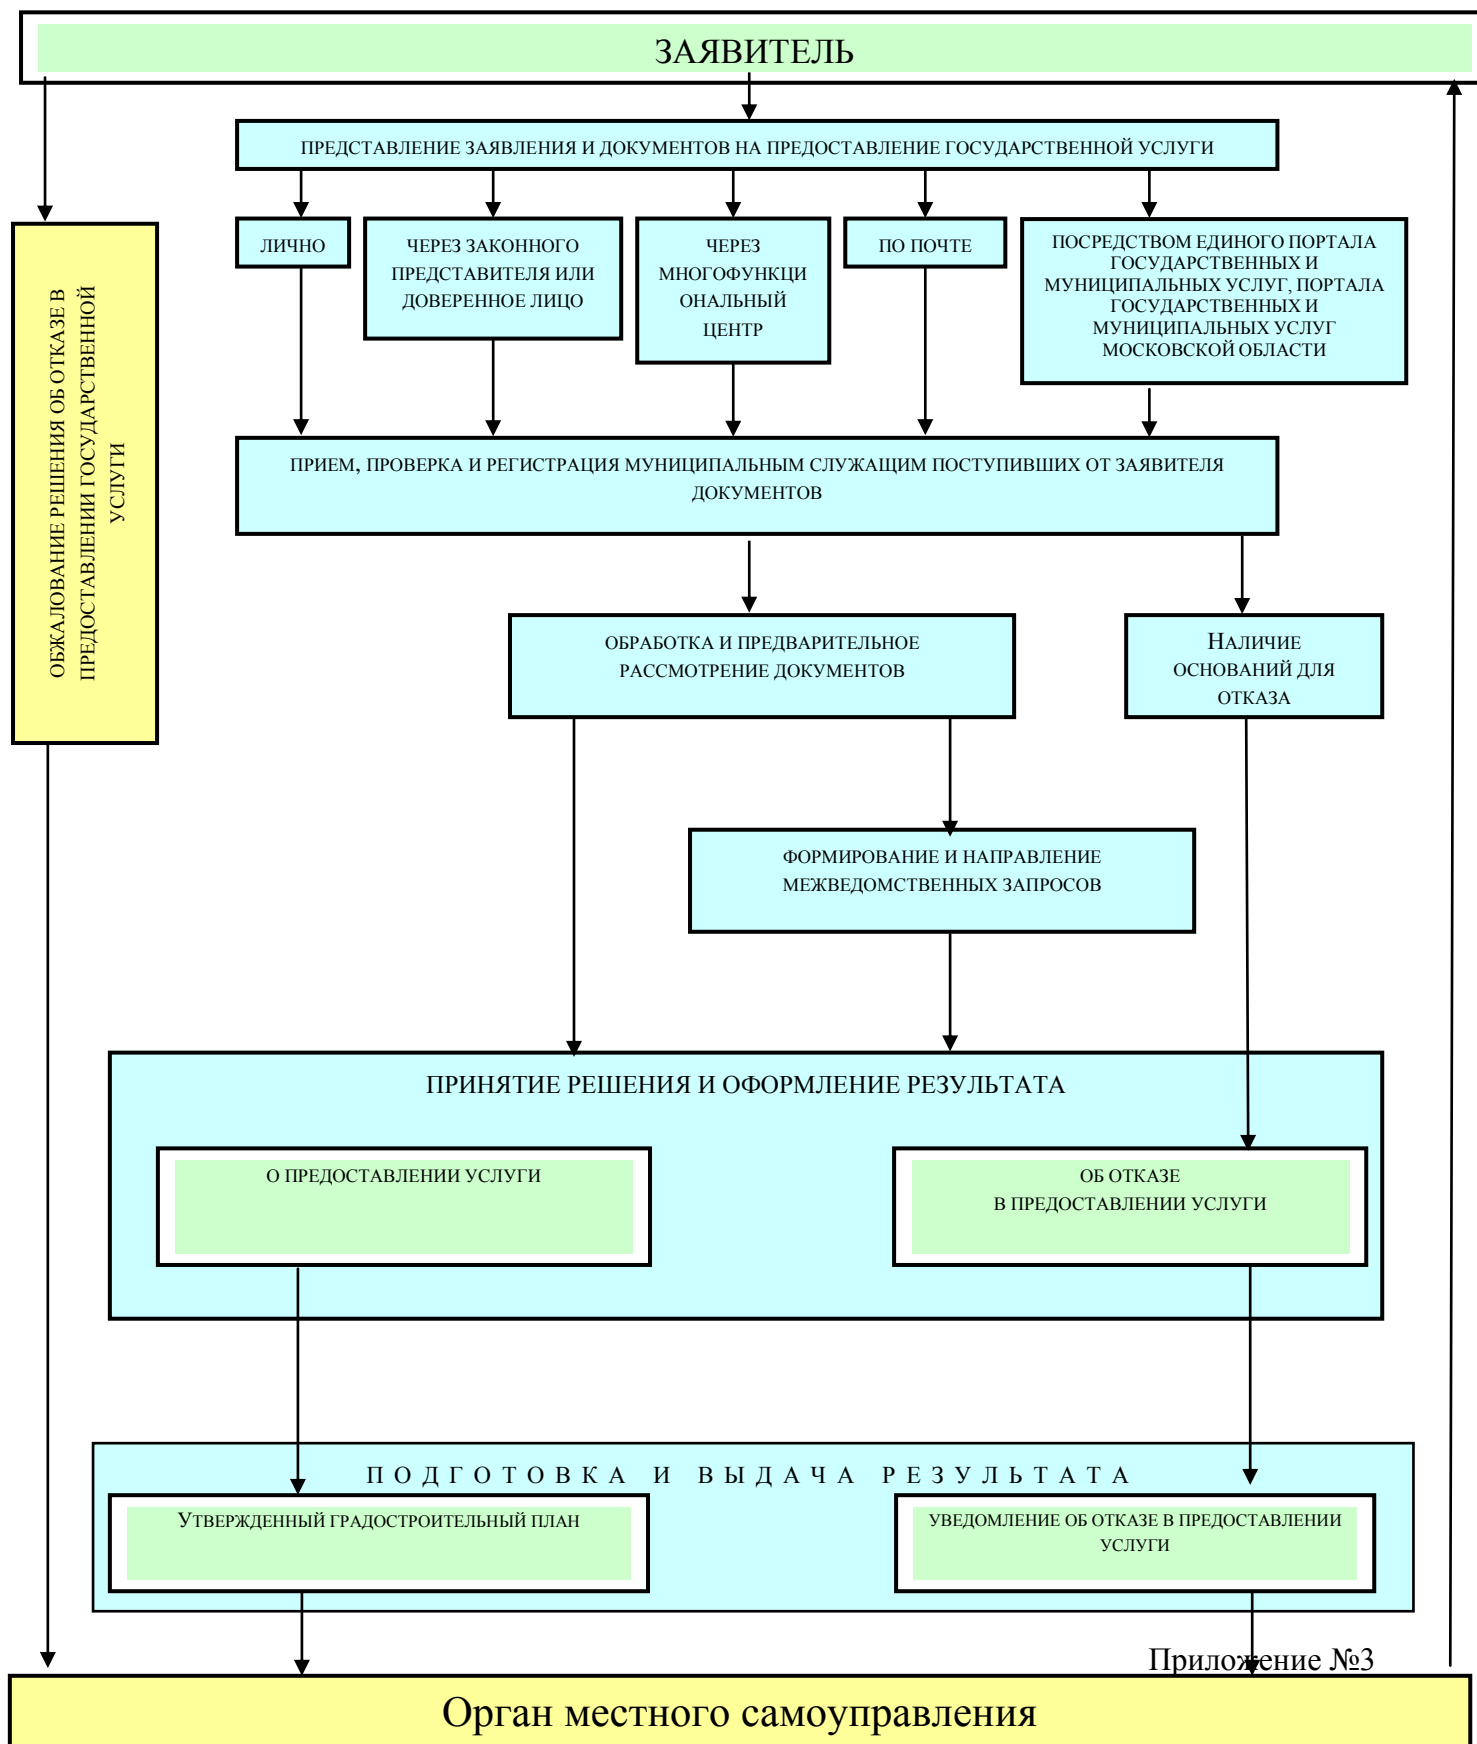 ЗАЯВИТЕЛЬ
ПРЕДСТАВЛЕНИЕ ЗАЯВЛЕНИЯ И ДОКУМЕНТОВ НА ПРЕДОСТАВЛЕНИЕ ГОСУДАРСТВЕННОЙ УСЛУГИ
ЛИЧНО
ЧЕРЕЗ ЗАКОННОГО
ПРЕДСТАВИТЕЛЯ ИЛИ
ДОВЕРЕННОЕ ЛИЦО
ЧЕРЕЗ
МНОГОФУНКЦИ
ОНАЛЬНЫЙ
ЦЕНТР
ПО ПОЧТЕ
ПОСРЕДСТВОМ ЕДИНОГО ПОРТАЛА
ГОСУДАРСТВЕННЫХ И
МУНИЦИПАЛЬНЫХ УСЛУГ, ПОРТАЛА
ГОСУДАРСТВЕННЫХ И
МУНИЦИПАЛЬНЫХ УСЛУГ
МОСКОВСКОЙ ОБЛАСТИ
ОБЖАЛОВАНИЕ РЕШЕНИЯ ОБ ОТКАЗЕ В
ПРЕДОСТАВЛЕНИИ ГОСУДАРСТВЕННОЙ
УСЛУГИ
ПРИЕМ, ПРОВЕРКА И РЕГИСТРАЦИЯ МУНИЦИПАЛЬНЫМ СЛУЖАЩИМ ПОСТУПИВШИХ ОТ ЗАЯВИТЕЛЯ
ДОКУМЕНТОВ
ОБРАБОТКА И ПРЕДВАРИТЕЛЬНОЕ
РАССМОТРЕНИЕ ДОКУМЕНТОВ
НАЛИЧИЕ
ОСНОВАНИЙ ДЛЯ
ОТКАЗА
ФОРМИРОВАНИЕ И НАПРАВЛЕНИЕ
МЕЖВЕДОМСТВЕННЫХ ЗАПРОСОВ
ПРИНЯТИЕ РЕШЕНИЯ И ОФОРМЛЕНИЕ РЕЗУЛЬТАТА
О ПРЕДОСТАВЛЕНИИ УСЛУГИ
ОБ ОТКАЗЕ
В ПРЕДОСТАВЛЕНИИ УСЛУГИ
ПОДГОТОВКА И ВЫДАЧА РЕЗУЛЬТАТА
УТВЕРЖДЕННЫЙ ГРАДОСТРОИТЕЛЬНЫЙ ПЛАН
УВЕДОМЛЕНИЕ ОБ ОТКАЗЕ В ПРЕДОСТАВЛЕНИИ
УСЛУГИ
Приложение №3
Орган местного самоуправления